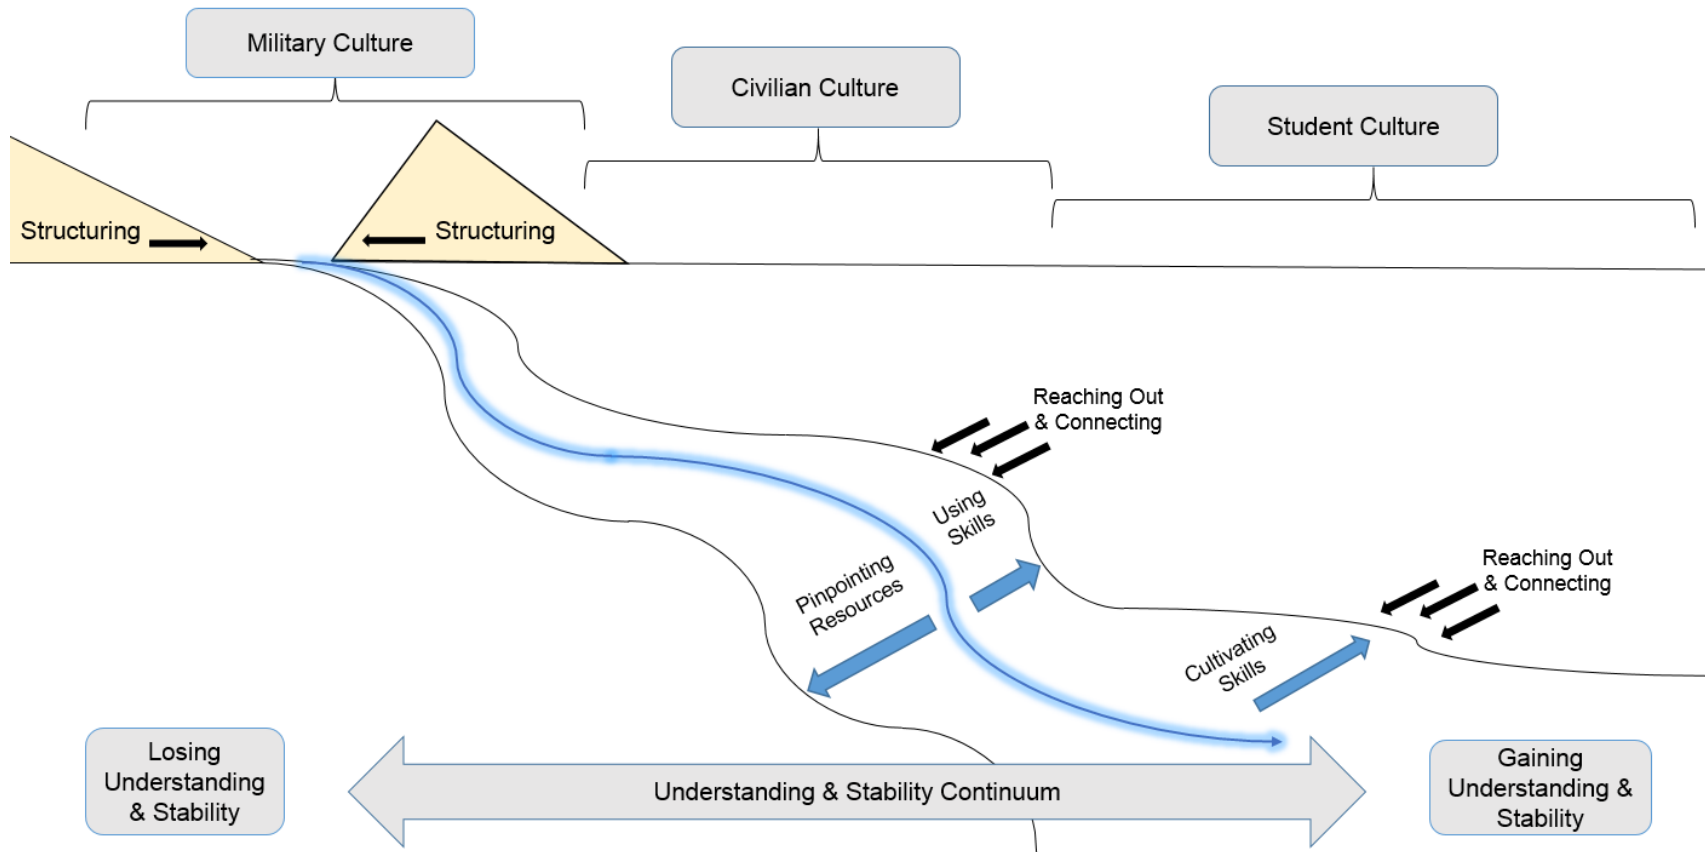 Military Culture
Civilian Culture
Student Culture
Structuring
Structuring
Reaching Out
& Connecting
Using
Skills
Pinpointing
Resources
Reaching Out
& Connecting
Cultivating
Skills
Losing
Understanding
& Stability
Understanding & Stability Continuum
Gaining
Understanding &
Stability